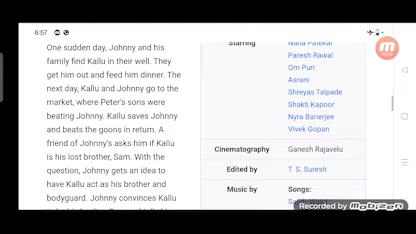 6:57
One sudden day, Johnny and his
family find Kallu in their well. They
get him out and feed him dinner. The
next day, Kallu and Johnny go to the
market, where Peter's sons were
beating Johnny. Kallu saves Johnny
and beats the goons in return. A
friend of Johnny's asks him if Kallu
is his lost brother, Sam. With the
question, Johnny gets an idea to
have Kallu act as his brother and
bodyguard. Johnny convinces Kallu
Starring
Nana Patekar
Paresh Rawal
Om Puri
Asrani
Shreyas Talpade
Shakti Kapoor
Nyra Banerjee
Vivek Gopan
Cinematography Ganesh Rajavelu
Edited by T. S. Suresh
Music by Songs:
Recorded by Mobizen